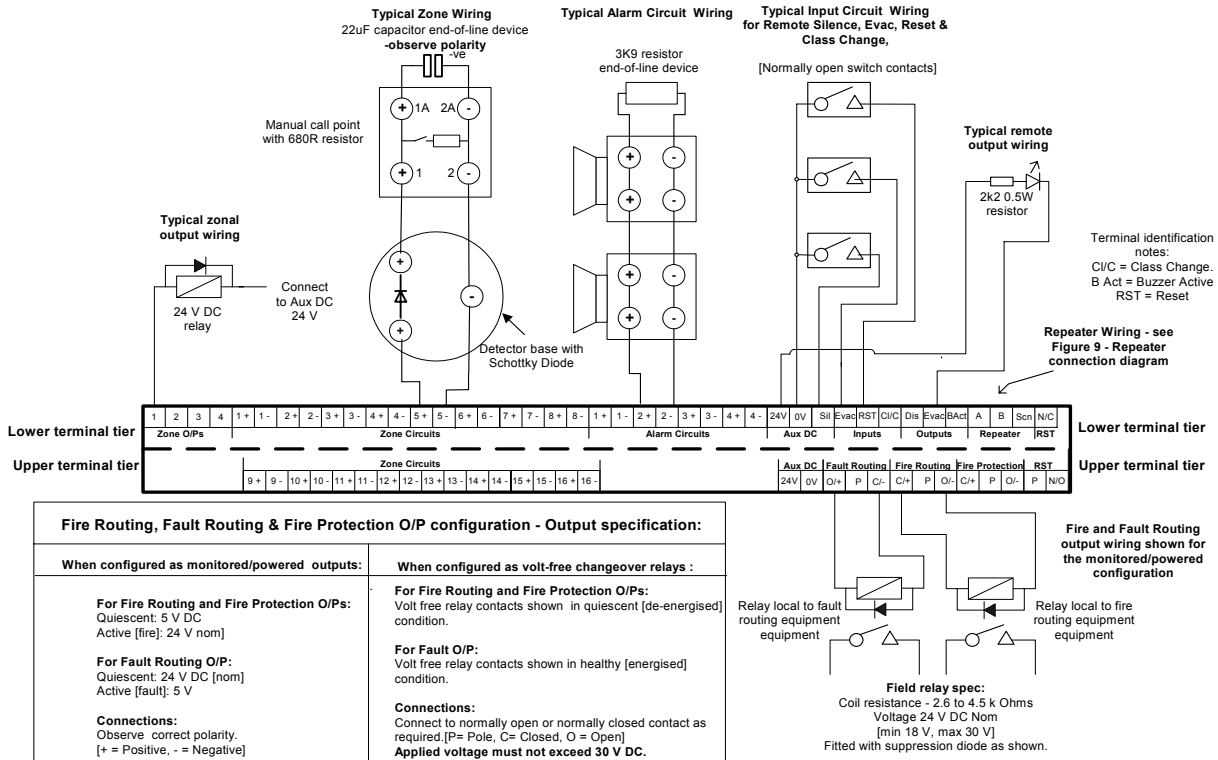 Typical Zone Wiring
22uF capacitor end-of-line device
-observe polarity
-ve
+ 1A 2A -
Manual call point
with 680R resistor
+ 1 2 -
Typical Alarm Circuit Wiring
3K9 resistor
end-of-line device
+ -
+ -
+ -
+ -
Typical Input Circuit Wiring
for Remote Silence, Evac, Reset &
Class Change,
[Normally open switch contacts]
Typical remote
output wiring
2k2 0.5W
resistor
Terminal identification
notes:
Cl/C = Class Change.
B Act = Buzzer Active
RST = Reset
Typical zonal
output wiring
24 V DC
relay
Connect
to Aux DC
24 V
+
-
+
Detector base with
Schottky Diode
Repeater Wiring - see
Figure 9 - Repeater
connection diagram
1 2 3 4 1 + 1 - 2 + 2 - 3 + 3 - 4 + 4 - 5 + 5 - 6 + 6 - 7 + 7 - 8 + 8 - 1 + 1 - 2 + 2 - 3 + 3 - 4 + 4 - 24V 0V Sil Evac RST Cl/C Dis Evac BAct A B Scn N/C
Lower terminal tier
Zone O/Ps Zone Circuits Alarm Circuits Aux DC Inputs Outputs Repeater RST
Lower terminal tier
Upper terminal tier
Zone Circuits Aux DC Fault Routing Fire Routing Fire Protection RST
Upper terminal tier
9 + 9 - 10 + 10 - 11 + 11 - 12 + 12 - 13 + 13 - 14 + 14 - 15 + 15 - 16 + 16 - 24V 0V O/+ P C/- C/+ P O/- C/+ P O/- P N/O
Fire Routing, Fault Routing & Fire Protection O/P configuration - Output specification:
When configured as monitored/powered outputs:
For Fire Routing and Fire Protection O/Ps:
Quiescent: 5 V DC
Active [fire]: 24 V nom]
For Fault Routing O/P:
Quiescent: 24 V DC [nom]
Active [fault]: 5 V
Connections:
Observe correct polarity.
[+ = Positive, - = Negative]
When configured as volt-free changeover relays :
For Fire Routing and Fire Protection O/Ps:
Volt free relay contacts shown in quiescent [de-energised]
condition.
For Fault O/P:
Volt free relay contacts shown in healthy [energised]
condition.
Connections:
Connect to normally open or normally closed contact as
required.[P= Pole, C= Closed, O = Open]
Applied voltage must not exceed 30 V DC.
Fire and Fault Routing
output wiring shown for
the monitored/powered
configuration
Relay local to fault
routing equipment
equipment
Relay local to fire
routing equipment
equipment
Field relay spec:
Coil resistance - 2.6 to 4.5 k Ohms
Voltage 24 V DC Nom
[min 18 V, max 30 V]
Fitted with suppression diode as shown.